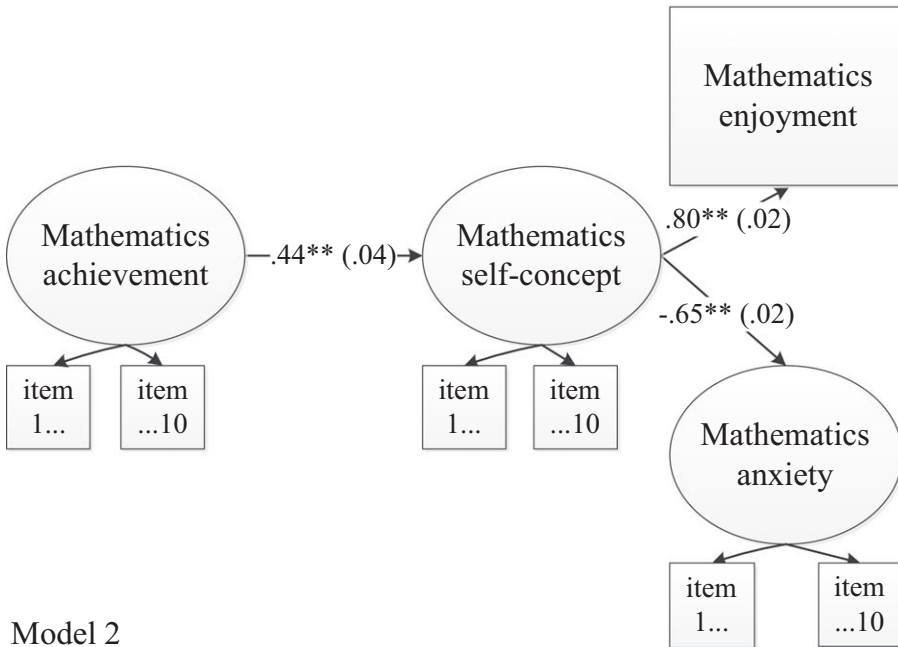 Mathematics
enjoyment
Mathematics
achievement
.44** (.04)
Mathematics
self-concept
.80** (.02)
-.65** (.02)
item
1...
item
...10
item
1...
item
...10
Mathematics
anxiety
item
1...
item
...10
Model 2